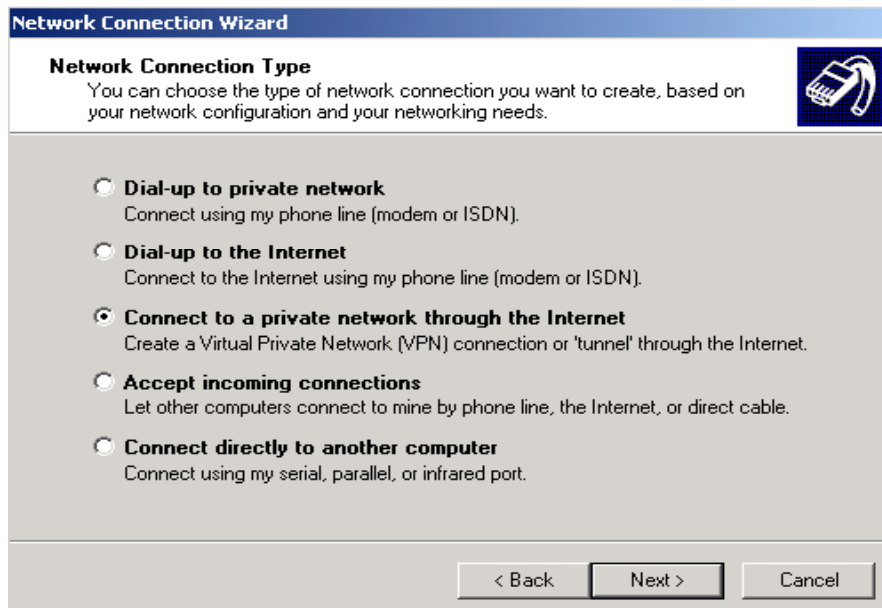 Network Connection Wizard
Network Connection Type
You can choose the type of network connection you want to create, based on
your network configuration and your networking needs.
Dial-up to private network
Connect using my phone line (modem or ISDN).
Dial-up to the Internet
Connect to the Internet using my phone line (modem or ISDN).
Connect to a private network through the Internet
Create a Virtual Private Network (VPN) connection or 'tunnel' through the Internet.
Accept incoming connections
Let other computers connect to mine by phone line, the Internet, or direct cable.
Connect directly to another computer
Connect using my serial, parallel, or infrared port.
< Back Next > Cancel